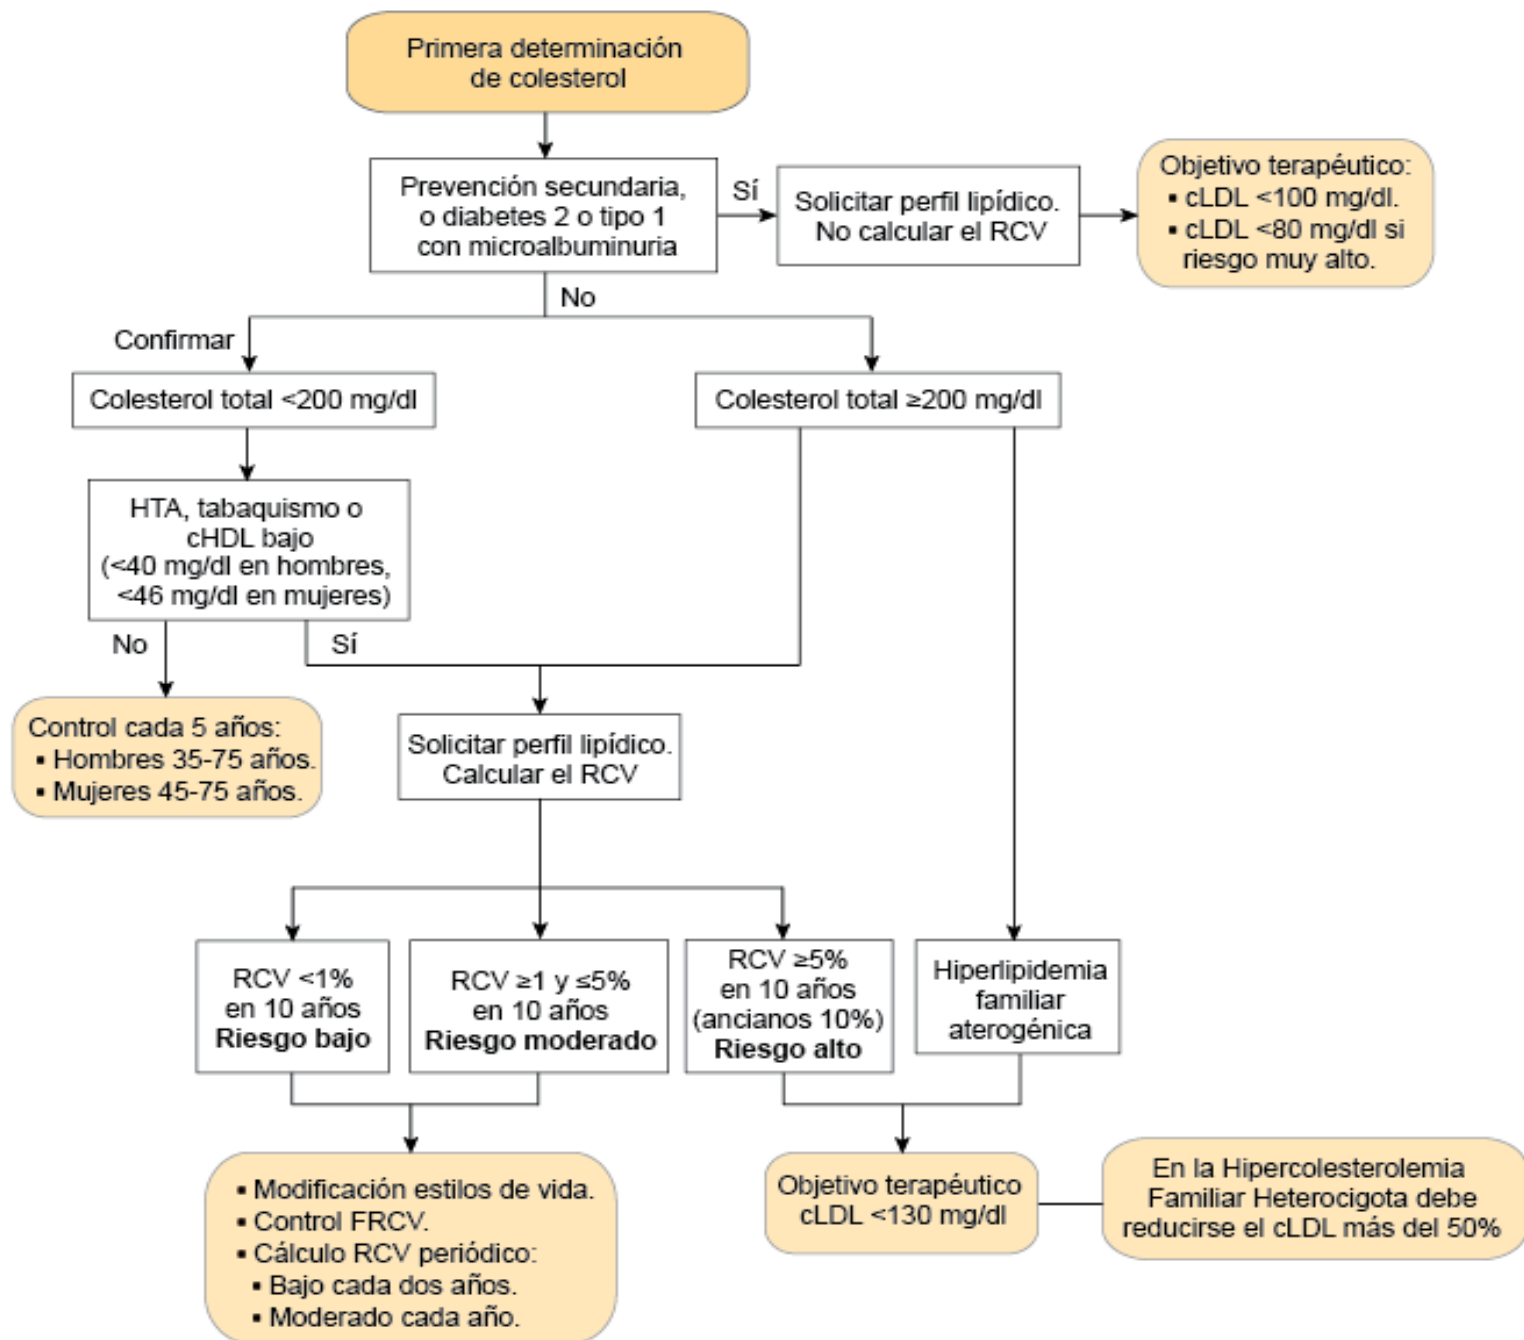 Primera determinación
de colesterol
Prevención secundaria,
o diabetes 2 o tipo 1
con microalbuminuria
Sí
Solicitar perfil lipídico.
No calcular el RCV
Objetivo terapéutico:
▪ cLDL <100 mg/dl.
▪ cLDL <80 mg/dl si
riesgo muy alto.
No
Confirmar
Colesterol total <200 mg/dl
Colesterol total ≥200 mg/dl
HTA, tabaquismo o
cHDL bajo
(<40 mg/dl en hombres,
<46 mg/dl en mujeres)
No
Sí
Control cada 5 años:
▪ Hombres 35-75 años.
▪ Mujeres 45-75 años.
Solicitar perfil lipídico.
Calcular el RCV
RCV <1%
en 10 años
Riesgo bajo
RCV ≥1 y ≤5%
en 10 años
Riesgo moderado
RCV ≥5%
en 10 años
(ancianos 10%)
Riesgo alto
Hiperlipidemia
familiar
aterogénica
▪ Modificación estilos de vida.
▪ Control FRCV.
▪ Cálculo RCV periódico:
▪ Bajo cada dos años.
▪ Moderado cada año.
Objetivo terapéutico
cLDL <130 mg/dl
En la Hipercolesterolemia
Familiar Heterocigota debe
reducirse el cLDL más del 50%